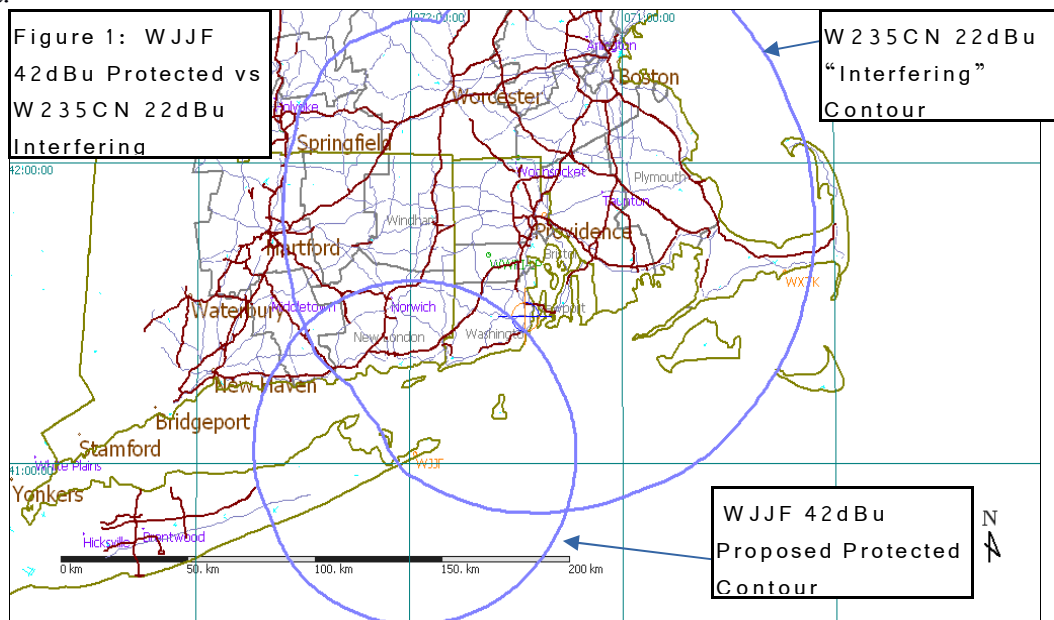 072:00:00
071:00:00
Figure 1: WJJF
42dBu Protected vs
W235CN 22dBu
Interfering
W235CN 22dBu
“Interfering”
Contour
Arlington
Boston
Worcester
Holyoke
Springfield
42:00:00
Woonsocket
Plymouth
Taunton
Windham
Providence
Hartford
Bristol
WXTK
Waterbury
Middletown
Norwich
Newport
New London
Washington
New Haven
Bridgeport
Stamford
41:00:00
White Plains
WJJF
Yonkers
Hicksville
Brentwood
0 km
50. km
100. km
150. km
200 km
WJJF 42dBu
Proposed Protected
Contour
N